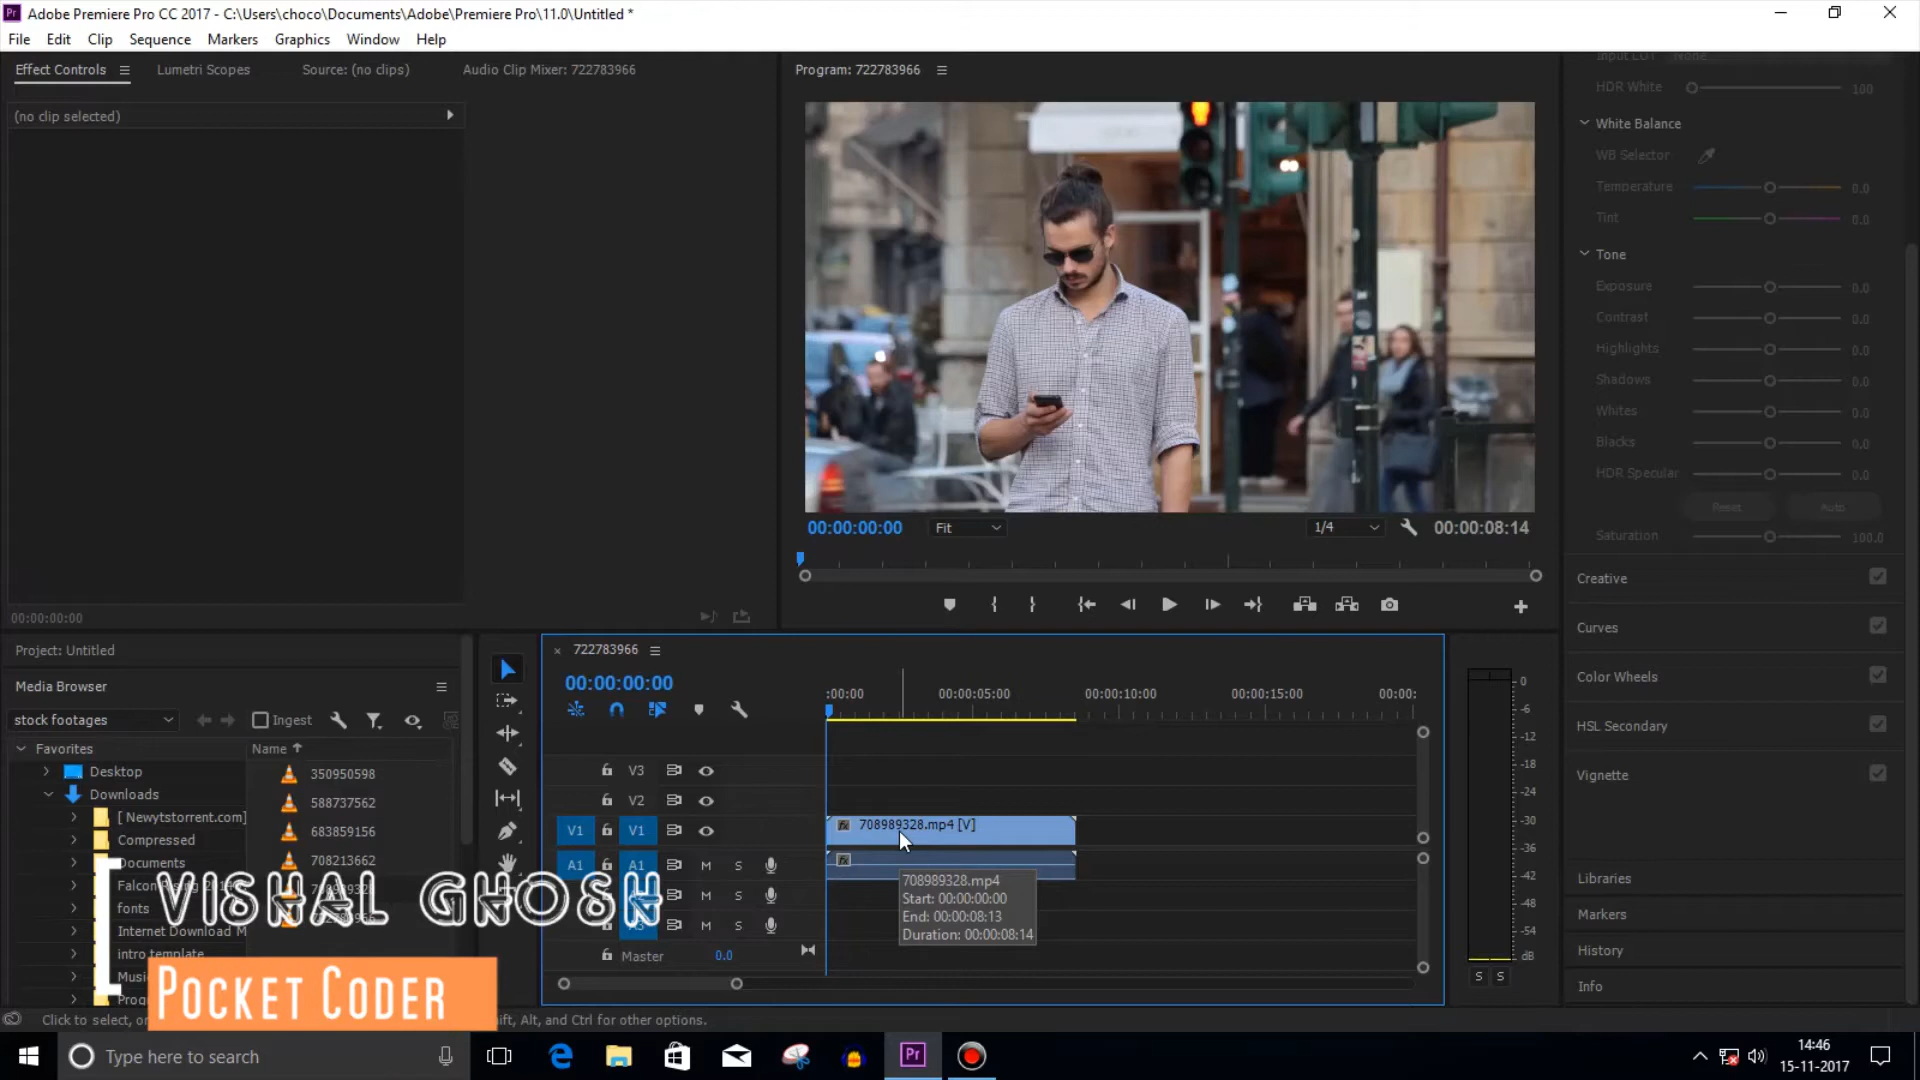 Adobe Premiere Pro CC 2017 - C:\Users\choco\Documents\Adobe\Premiere Pro\11.0\Untitled *
File Edit Clip Sequence Markers Graphics Window Help
Effect Controls Lumetri Scopes Source: (no clips) Audio Clip Mixer: 722783966
(no clip selected)
00:00:00:00
Program: 722783966
00:00:00:00 Fit 1/4 00:00:08:14
Input LUT None
HDR White 100
White Balance
WB Selector
Temperature 0.0
Tint 0.0
Tone
Exposure 0.0
Contrast 0.0
Highlights 0.0
Shadows 0.0
Whites 0.0
Blacks 0.0
HDR Specular 0.0
Reset Auto
Saturation 100.0
Creative
Curves
Color Wheels
HSL Secondary
Vignette
Libraries
Markers
History
Info
Project: Untitled
Media Browser
stock footages Ingest
Favorites
Desktop
Downloads
[ Newytstorrent.com]
Compressed
Documents
fonts
Internet Download M
intro template
Name
350950598
588737562
683859156
708213662
VISHAL GHOSH
POCKET CODER
722783966
00:00:00:00
:00:00 00:00:05:00 00:00:10:00 00:00:15:00 00:00:
V3
V2
V1 V1 708989328.mp4 [V]
A1 A1 M S
M S
M S
Master 0.0
708989328.mp4
Start: 00:00:00:00
End: 00:00:08:13
Duration: 00:00:08:14
0
-6
-12
-18
-24
-30
-36
-42
-48
-54
dB
S S
Click to select, or
ift, Alt, and Ctrl for other options.
Type here to search
Pr
14:46
15-11-2017